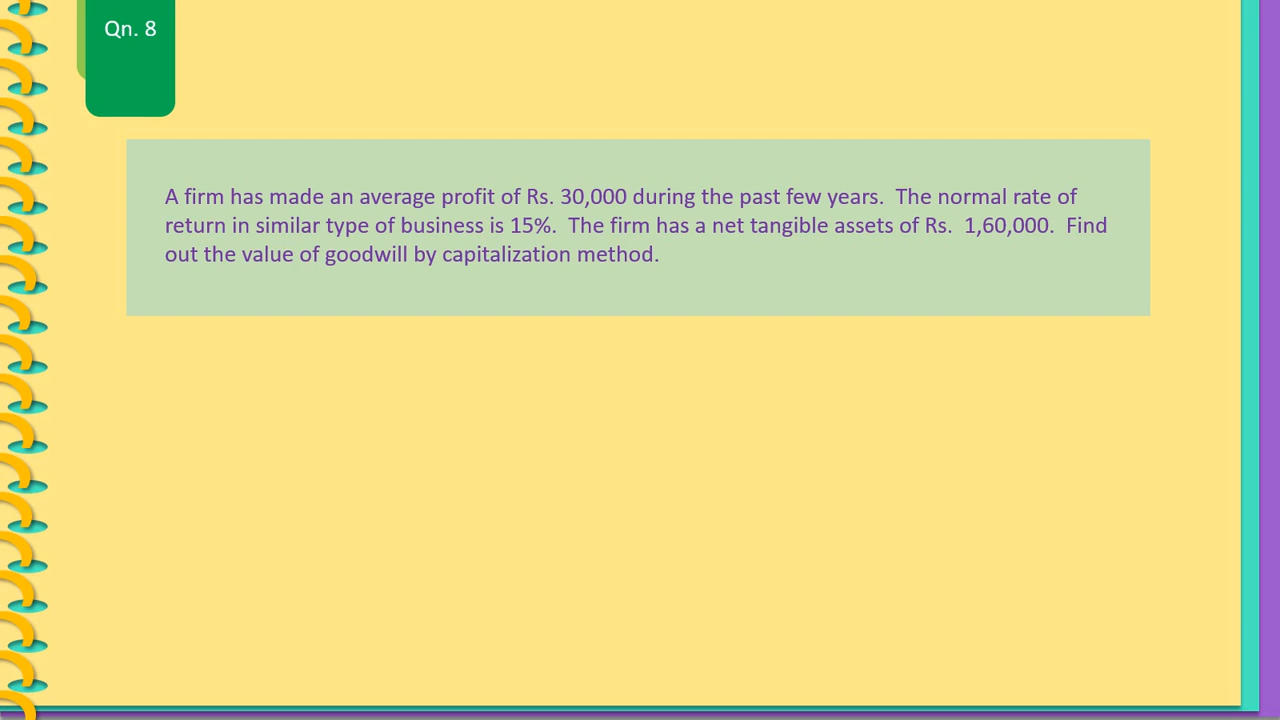 Qn. 8
A firm has made an average profit of Rs. 30,000 during the past few years.  The normal rate of
return in similar type of business is 15%.  The firm has a net tangible assets of Rs.  1,60,000.  Find
out the value of goodwill by capitalization method.